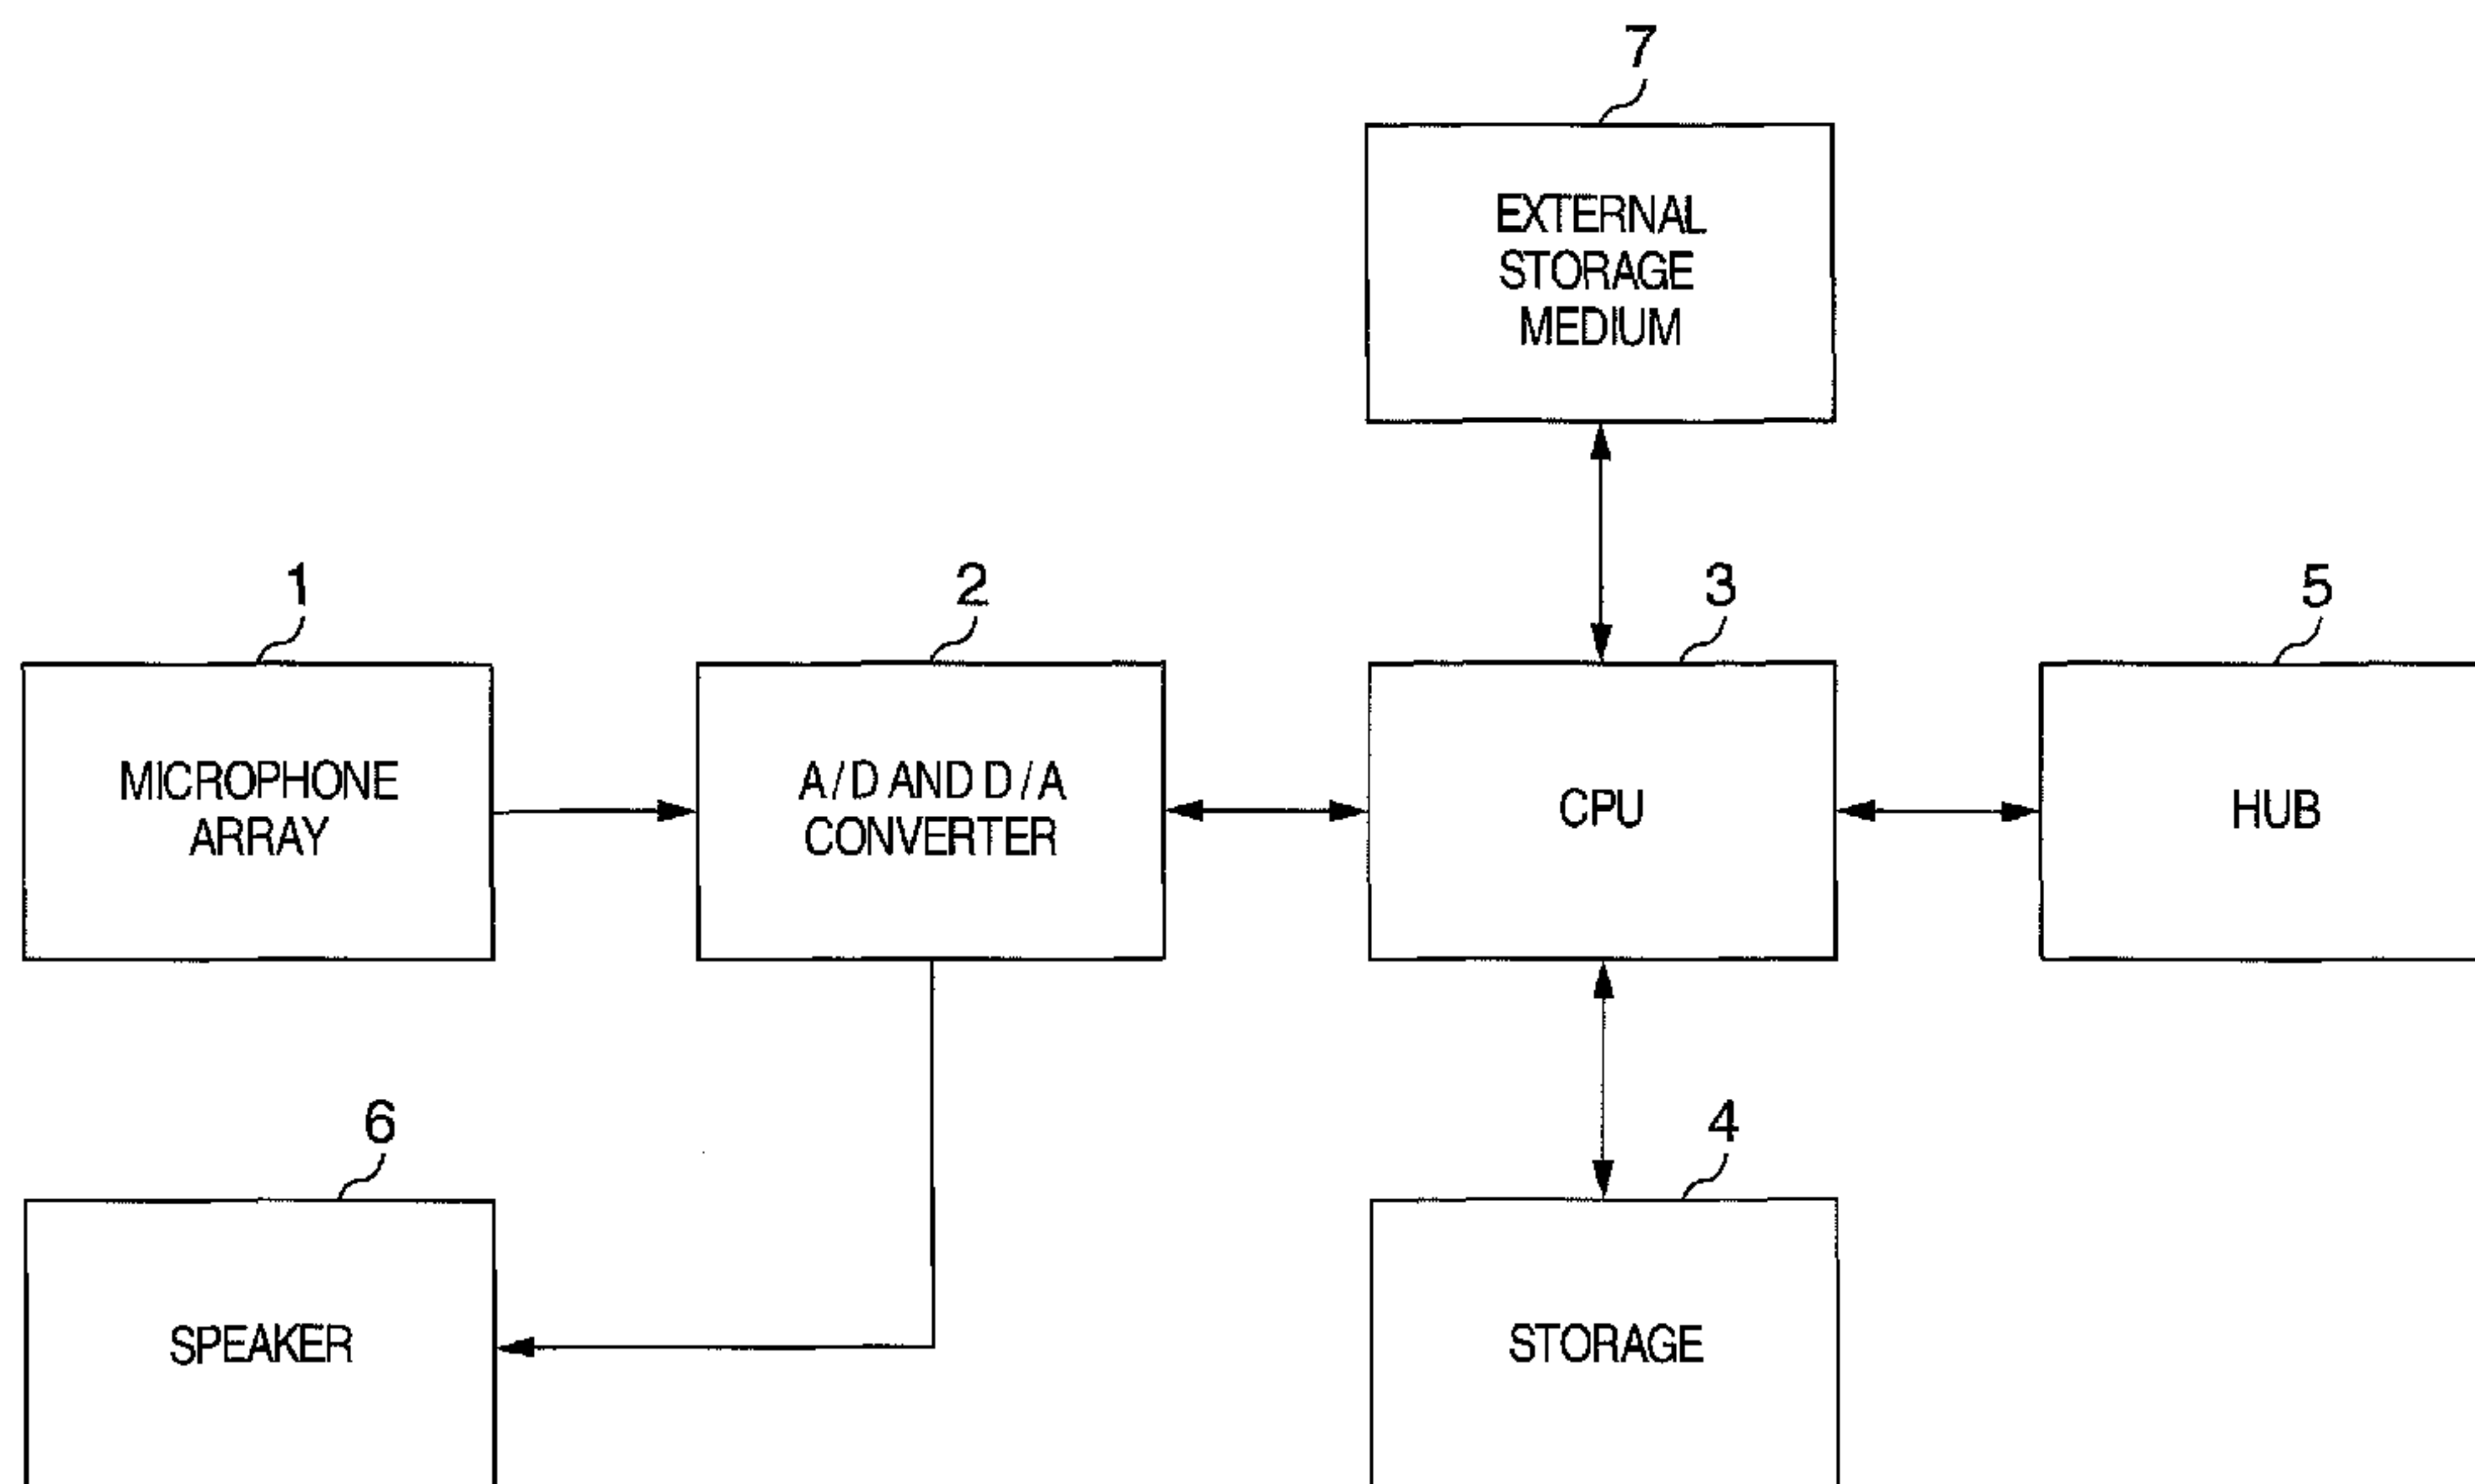 7
EXTERNAL
STORAGE
MEDIUM
1
2
3
5
MICROPHONE
ARRAY
A/D AND D/A
CONVERTER
CPU
HUB
6
4
SPEAKER
STORAGE